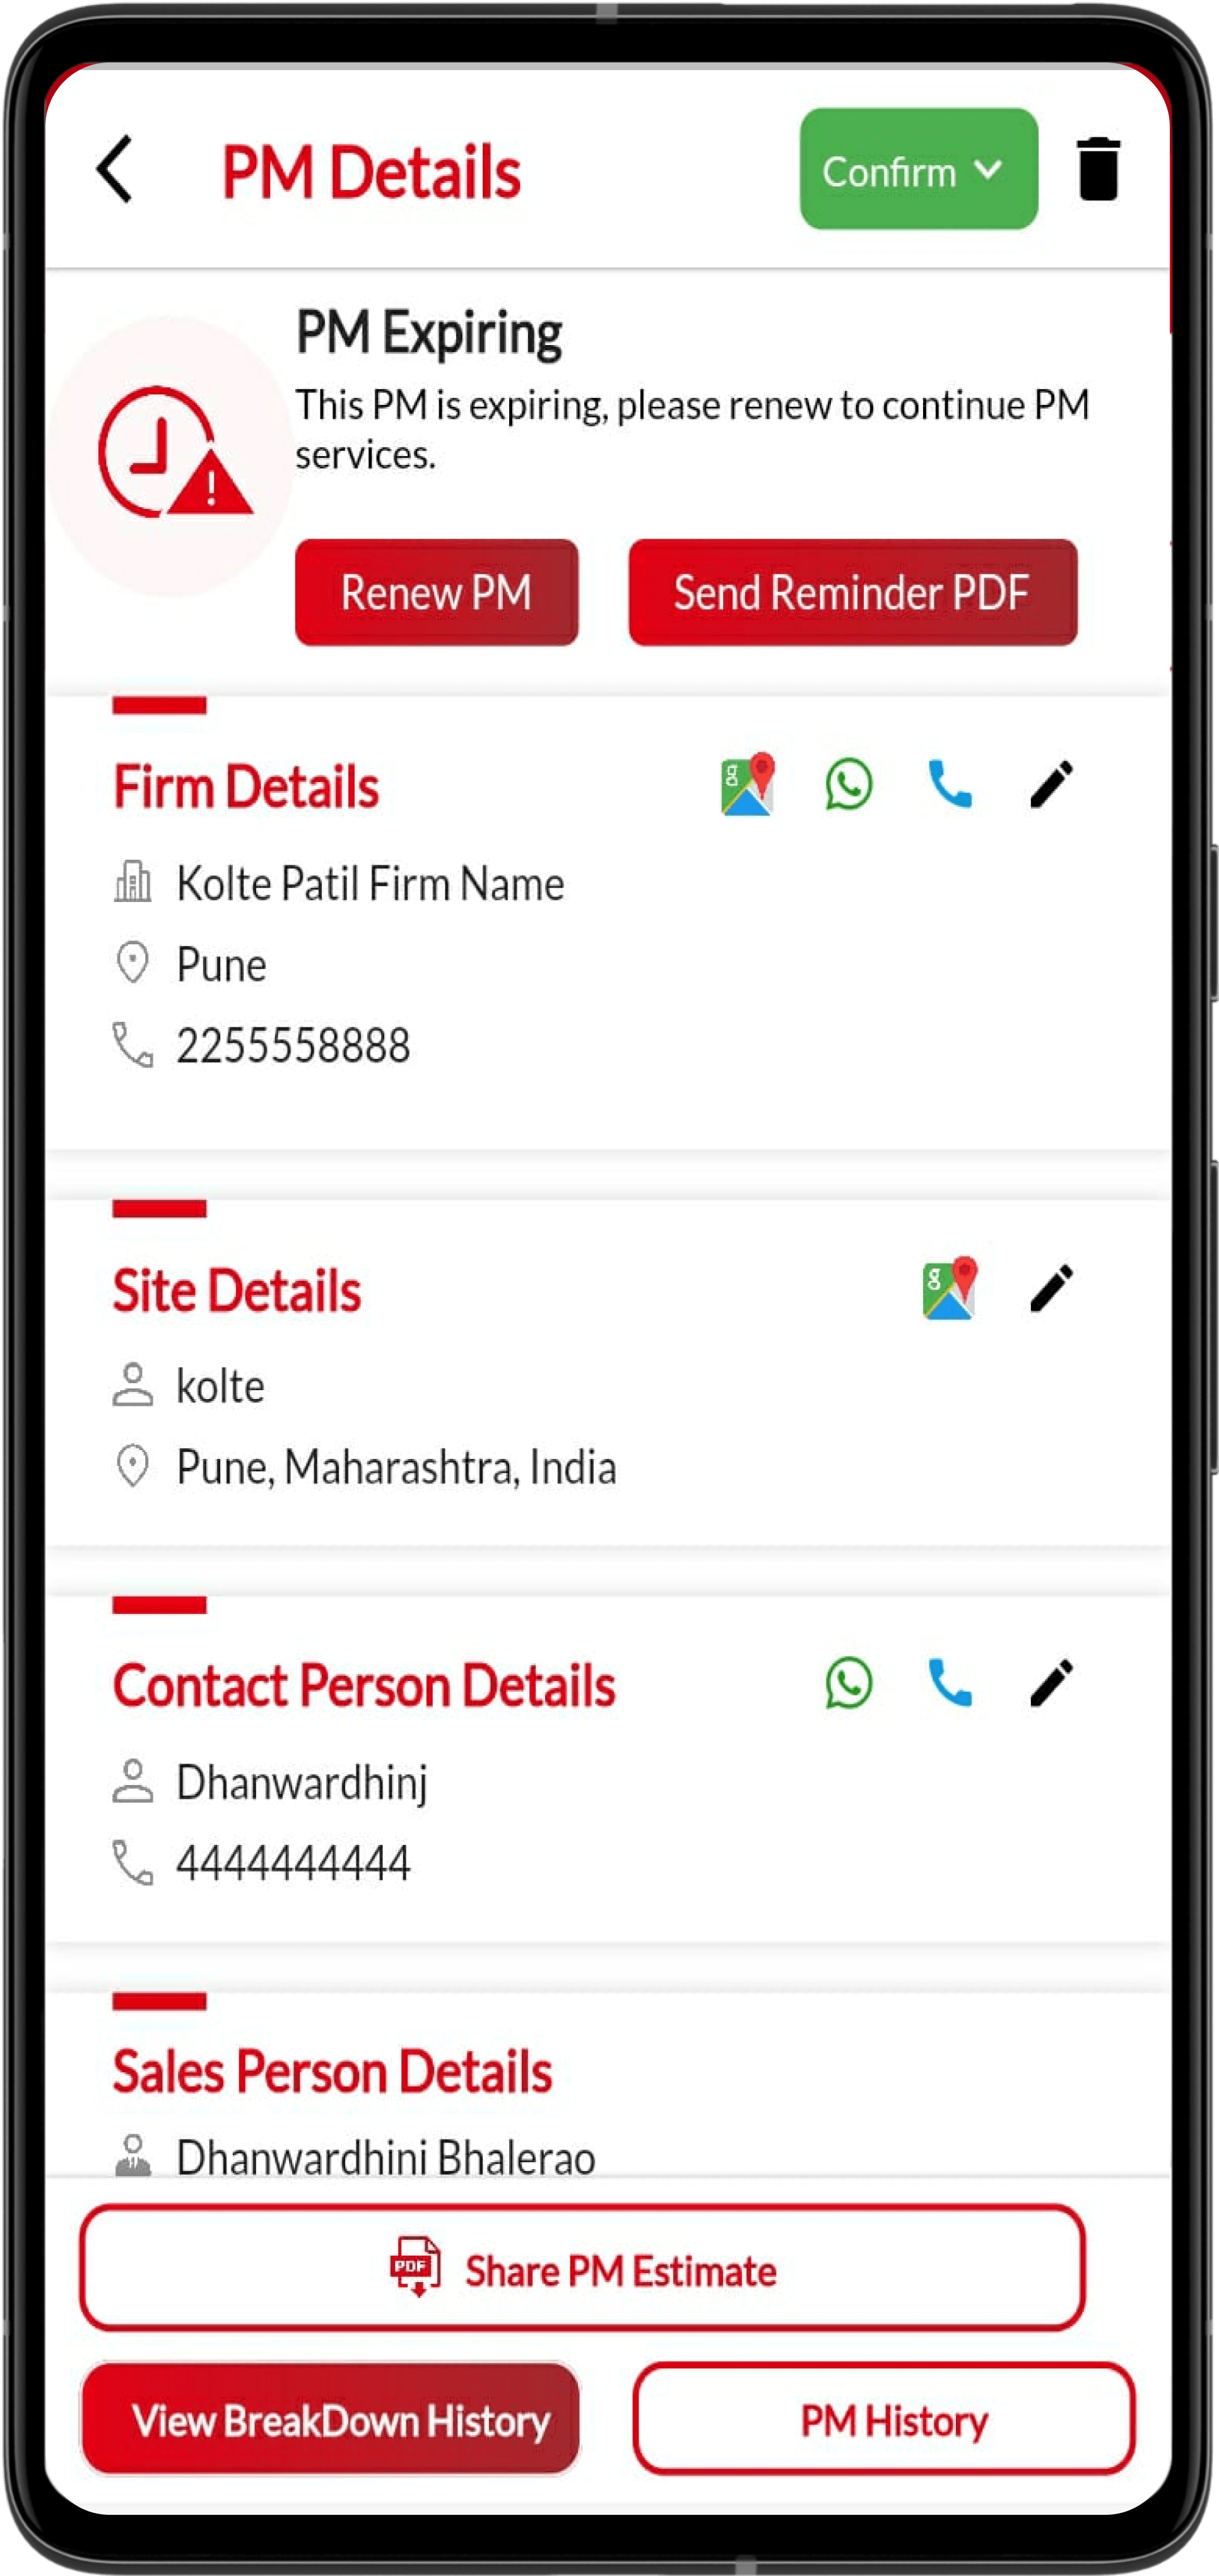 PM Details
Confirm
PM Expiring
This PM is expiring, please renew to continue PM
services.
Renew PM
Send Reminder PDF
Firm Details
Kolte Patil Firm Name
Pune
2255558888
Site Details
kolte
Pune, Maharashtra, India
Contact Person Details
Dhanwardhinj
4444444444
Sales Person Details
Dhanwardhini Bhalerao
PDF
Share PM Estimate
View BreakDown History
PM History